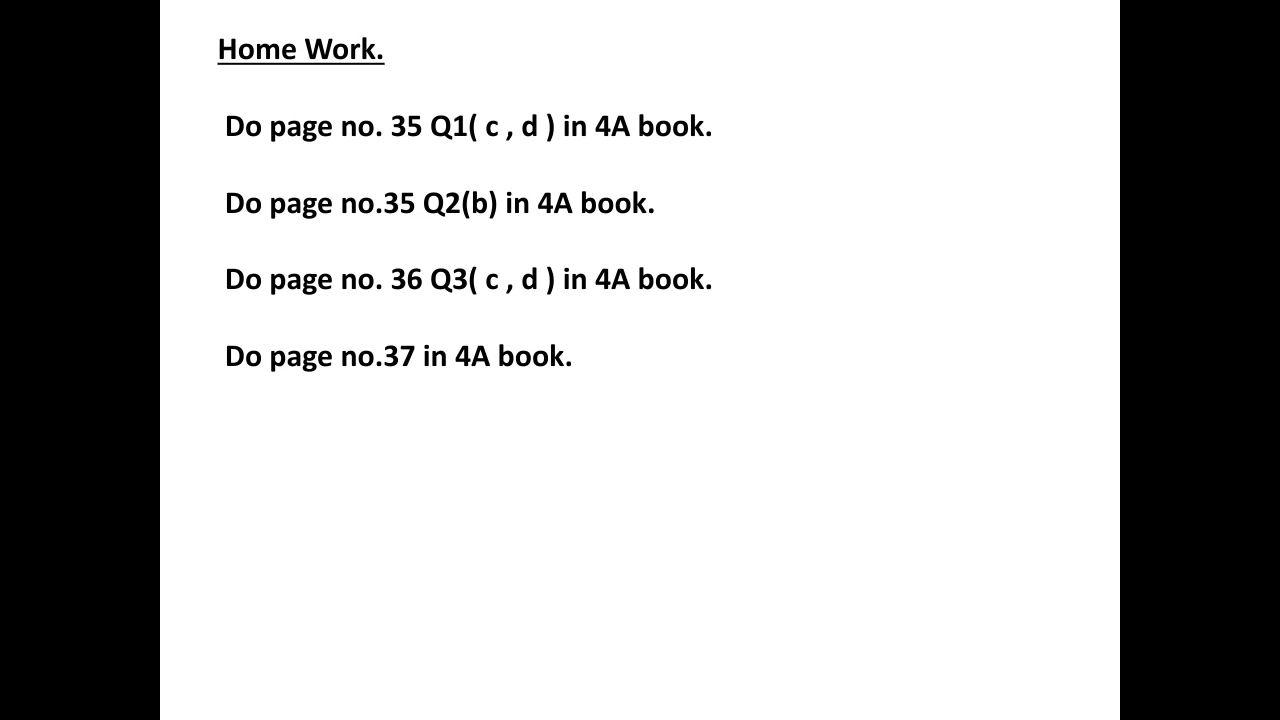 Home Work.
Do page no. 35 Q1( c , d ) in 4A book.
Do page no.35 Q2(b) in 4A book.
Do page no. 36 Q3( c , d ) in 4A book.
Do page no.37 in 4A book.